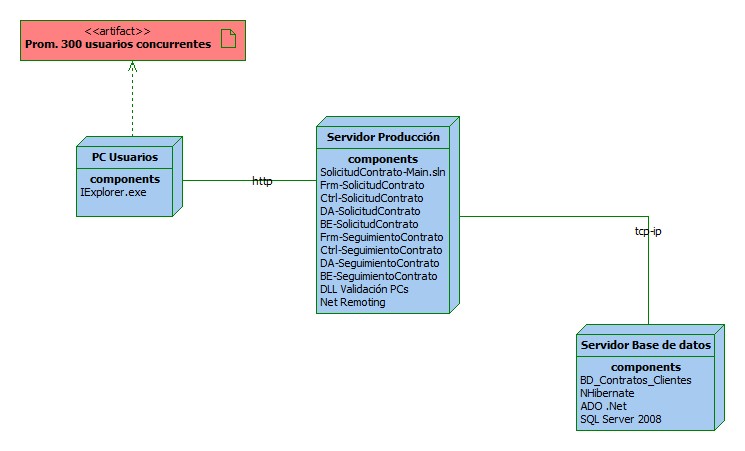 <<artifact>>
Prom. 300 usuarios concurrentes
PC Usuarios
components
IExplorer.exe
http
Servidor Producción
components
SolicitudContrato-Main.sln
Frm-SolicitudContrato
Ctrl-SolicitudContrato
DA-SolicitudContrato
BE-SolicitudContrato
Frm-SeguimientoContrato
Ctrl-SeguimientoContrato
DA-SeguimientoContrato
BE-SeguimientoContrato
DLL Validación PCs
Net Remoting
tcp-ip
Servidor Base de datos
components
BD_Contratos_Clientes
NHibernate
ADO .Net
SQL Server 2008